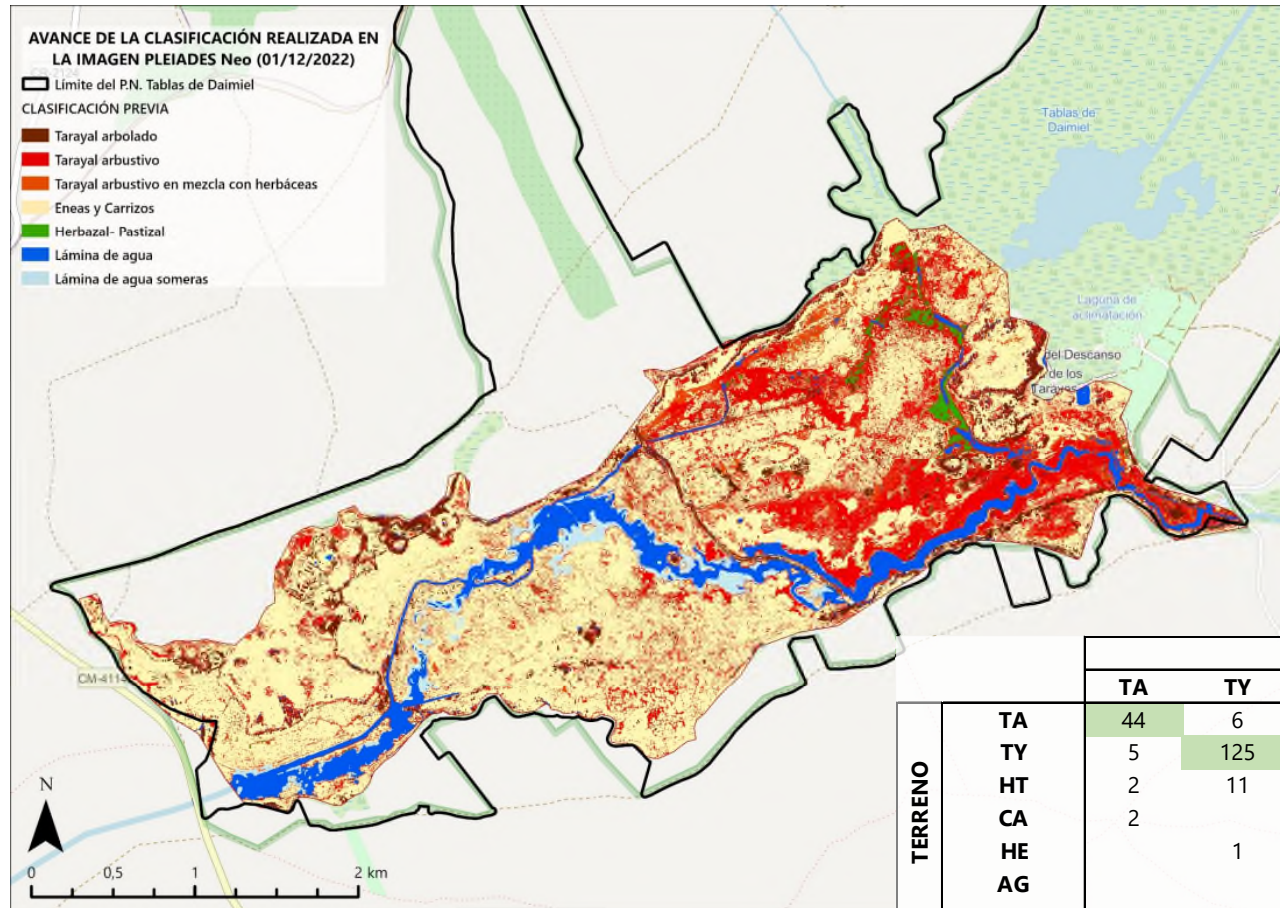 AVANCE DE LA CLASIFICACIÓN REALIZADA EN
LA IMAGEN PLEIADES Neo (01/12/2022)
Límite del P.N. Tablas de Daimiel
CLASIFICACIÓN PREVIA
Tarayal arbolado
Tarayal arbustivo
Tarayal arbustivo en mezcla con herbáceas
Eneas y Carrizos
Herbazal- Pastizal
Lámina de agua
Lámina de agua someras
Tablas de
Daimiel
Laguna de
aclimatación
del Descanso
de los
CM-4114
N
0 0,5 1 2 km
TA TY
TERRENO
TA 44 6
TY 5 125
HT 2 11
CA 2
HE 1
AG